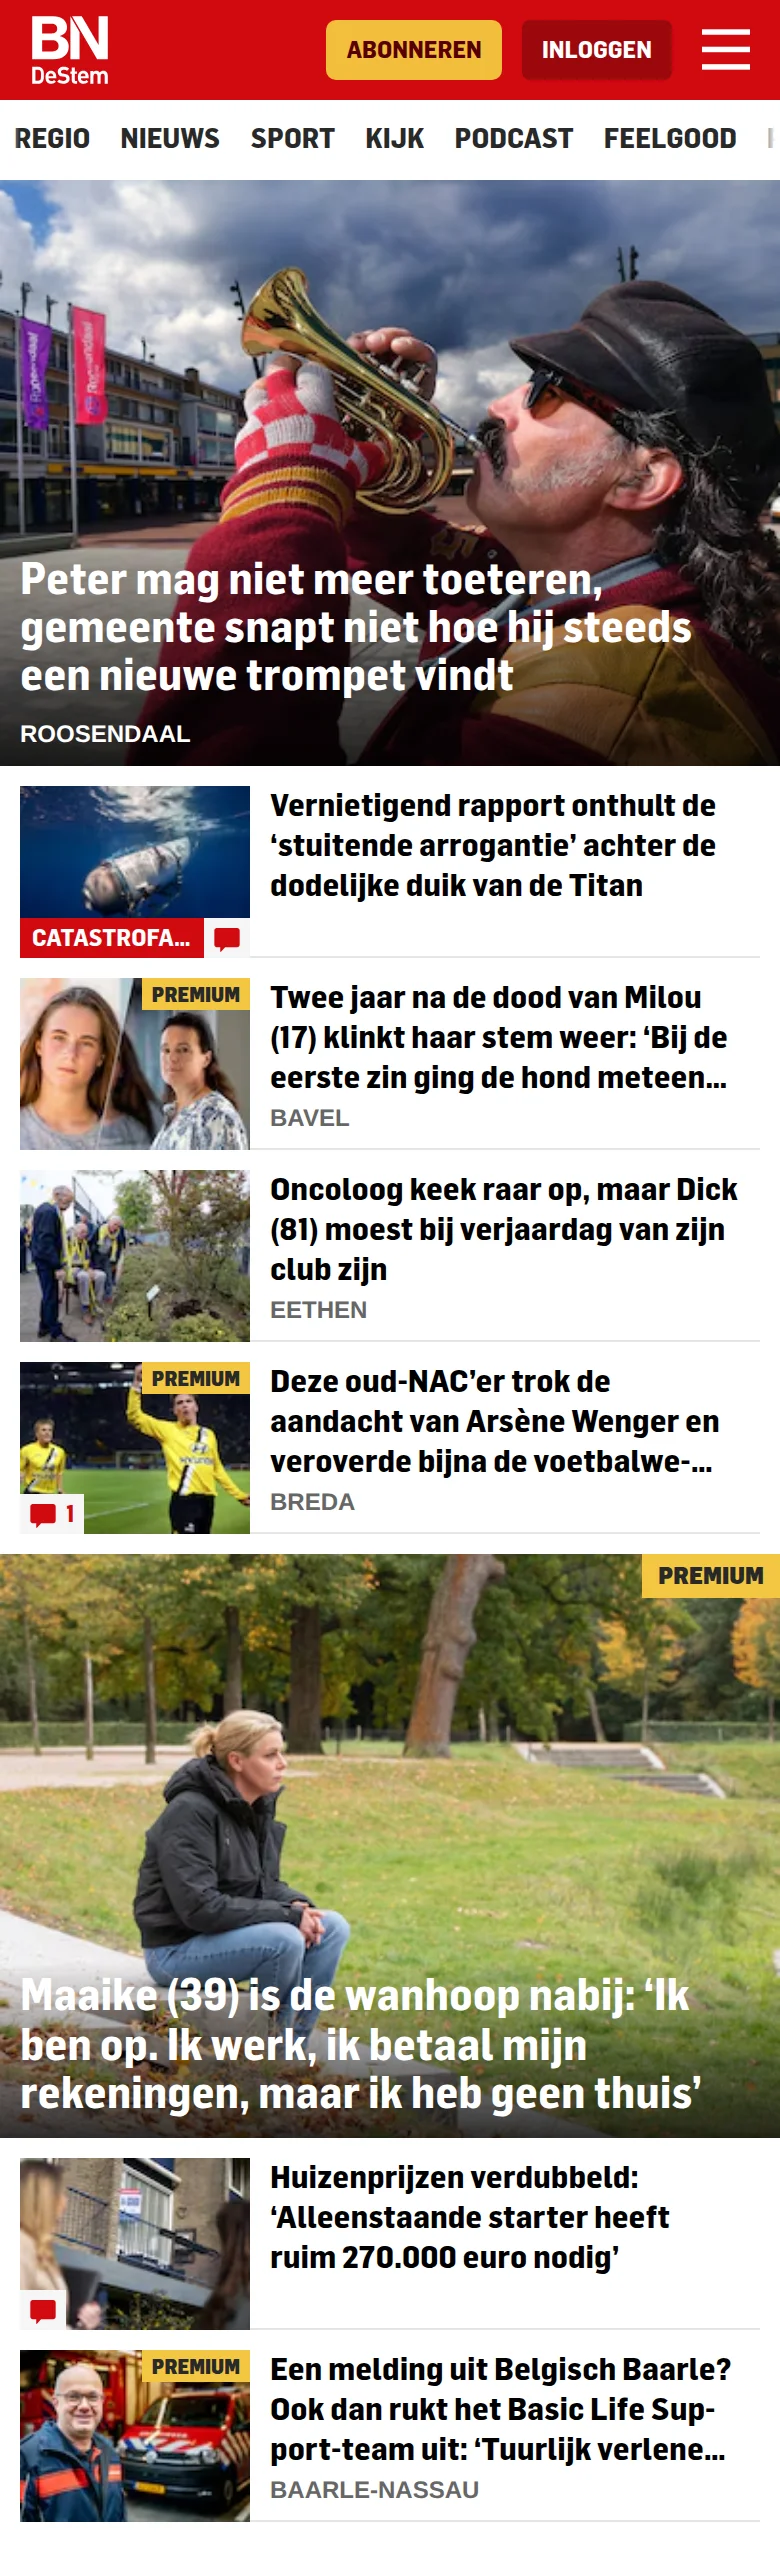 BN
DeStem
ABONNEREN
INLOGGEN
REGIO NIEUWS SPORT KIJK PODCAST FEELGOOD
Roosendaal
Roosendaal
Peter mag niet meer toeteren,
gemeente snapt niet hoe hij steeds
een nieuwe trompet vindt
ROOSENDAAL
CATASTROFA...
Vernietigend rapport onthult de
‘stuitende arrogantie’ achter de
dodelijke duik van de Titan
PREMIUM
Twee jaar na de dood van Milou
(17) klinkt haar stem weer: ‘Bij de
eerste zin ging de hond meteen...
BAVEL
Oncoloog keek raar op, maar Dick
(81) moest bij verjaardag van zijn
club zijn
EETHEN
PREMIUM
1
Deze oud-NAC’er trok de
aandacht van Arsène Wenger en
veroverde bijna de voetbalwe-...
BREDA
PREMIUM
Maaike (39) is de wanhoop nabij: ‘Ik
ben op. Ik werk, ik betaal mijn
rekeningen, maar ik heb geen thuis’
Huizenprijzen verdubbeld:
‘Alleenstaande starter heeft
ruim 270.000 euro nodig’
PREMIUM
Een melding uit Belgisch Baarle?
Ook dan rukt het Basic Life Sup-
port-team uit: ‘Tuurlijk verlene...
BAARLE-NASSAU